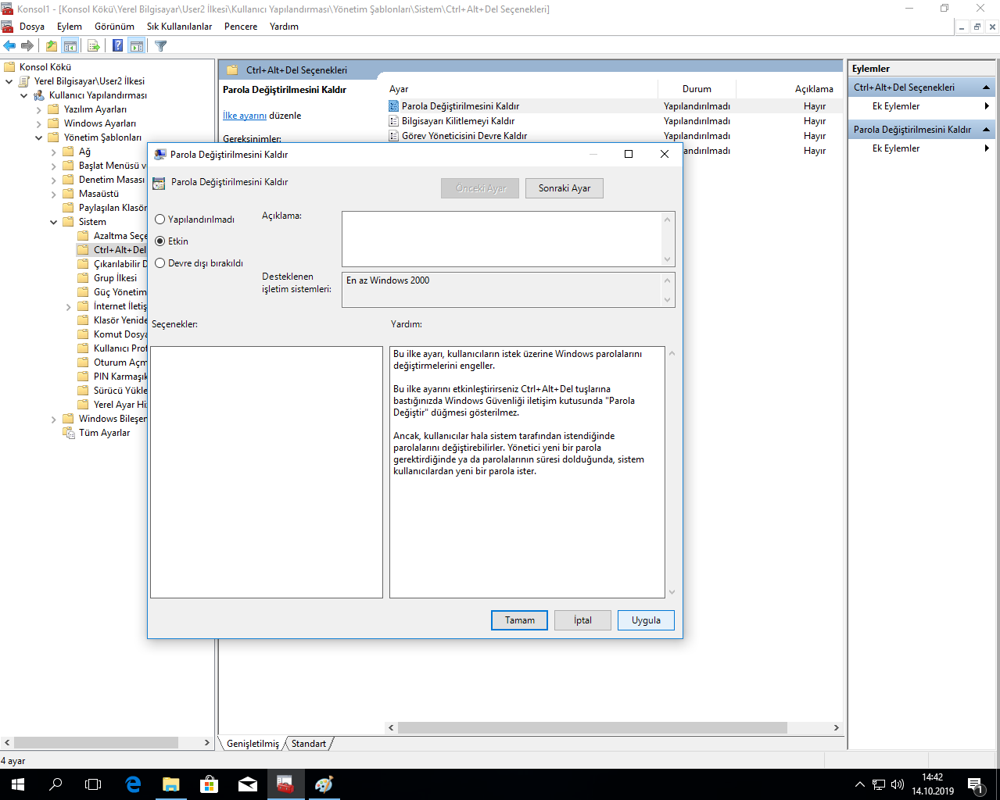 Konsol1 - [Konsol Kökü\Yerel Bilgisayar\User2 İlkesi\Kullanıcı Yapılandırması\Yönetim Şablonları\Sistem\Ctrl+Alt+Del Seçenekleri]
Dosya Eylem Görünüm Sık Kullanılanlar Pencere Yardım
Konsol Kökü
Yerel Bilgisayar\User2 İlkesi
Kullanıcı Yapılandırması
Yazılım Ayarları
Windows Ayarları
Yönetim Şablonları
Ağ
Başlat Menüsü v
Denetim Masası
Masaüstü
Paylaşılan Klasör
Sistem
Azaltma Seçe
Ctrl+Alt+Del
Çıkarılabilir D
Grup İlkesi
Güç Yönetim
İnternet İletiş
Klasör Yenide
Komut Dosya
Kullanıcı Prof
Oturum Açm
PIN Karmaşık
Sürücü Yükle
Yerel Ayar Hi
Windows Bileşer
Tüm Ayarlar
Ctrl+Alt+Del Seçenekleri
Parola Değiştirilmesini Kaldır
İlke ayarını düzenle
Gereksinimler:
Ayar Durum Açıklama
Parola Değiştirilmesini Kaldır Yapılandırılmadı Hayır
Bilgisayarı Kilitlemeyi Kaldır Yapılandırılmadı Hayır
Görev Yöneticisini Devre Kaldır Yapılandırılmadı Hayır
andırılmadı Hayır
Eylemler
Ctrl+Alt+Del Seçenekleri
Ek Eylemler
Parola Değiştirilmesini Kaldır
Ek Eylemler
Parola Değiştirilmesini Kaldır
Parola Değiştirilmesini Kaldır
Önceki Ayar Sonraki Ayar
Yapılandırılmadı
Etkin
Devre dışı bırakıldı
Açıklama:
Desteklenen
işletim sistemleri:
En az Windows 2000
Seçenekler:
Yardım:
Bu ilke ayarı, kullanıcıların istek üzerine Windows parolalarını
değiştirmelerini engeller.
Bu ilke ayarını etkinleştirirseniz Ctrl+Alt+Del tuşlarına
bastığınızda Windows Güvenliği iletişim kutusunda "Parola
Değiştir" düğmesi gösterilmez.
Ancak, kullanıcılar hala sistem tarafından istendiğinde
parolalarını değiştirebilirler. Yönetici yeni bir parola
gerektirdiğinde ya da parolalarının süresi dolduğunda, sistem
kullanıcılardan yeni bir parola ister.
Tamam İptal Uygula
Genişletilmiş Standart
4 ayar
14:42
14.10.2019
1